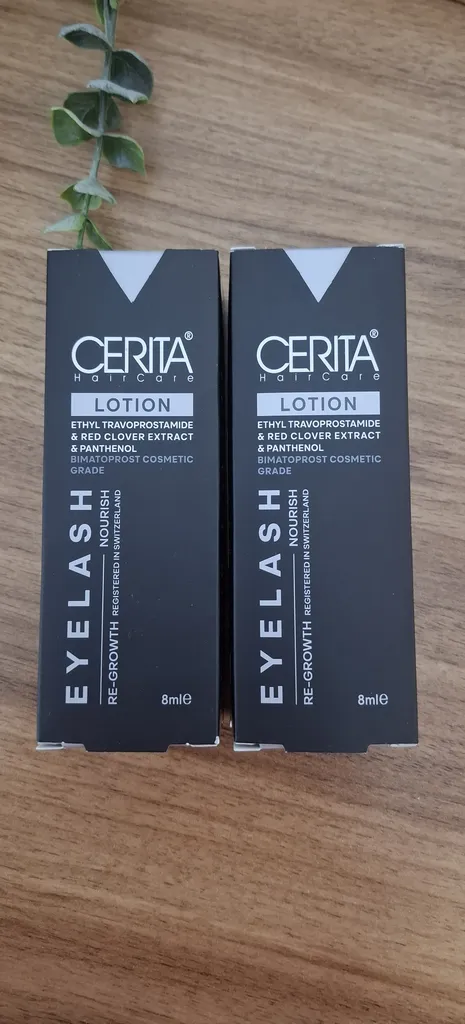 CERITA®
HairCare
LOTION
ETHYL TRAVOPROSTAMIDE
& RED CLOVER EXTRACT
& PANTHENOL
BIMATOPROST COSMETIC
GRADE
EYELASH
RE-GROWTH NOURISH
REGISTERED IN SWITZERLAND
8ml℮
CERITA®
HairCare
LOTION
ETHYL TRAVOPROSTAMIDE
& RED CLOVER EXTRACT
& PANTHENOL
BIMATOPROST COSMETIC
GRADE
EYELASH
RE-GROWTH NOURISH
REGISTERED IN SWITZERLAND
8ml℮